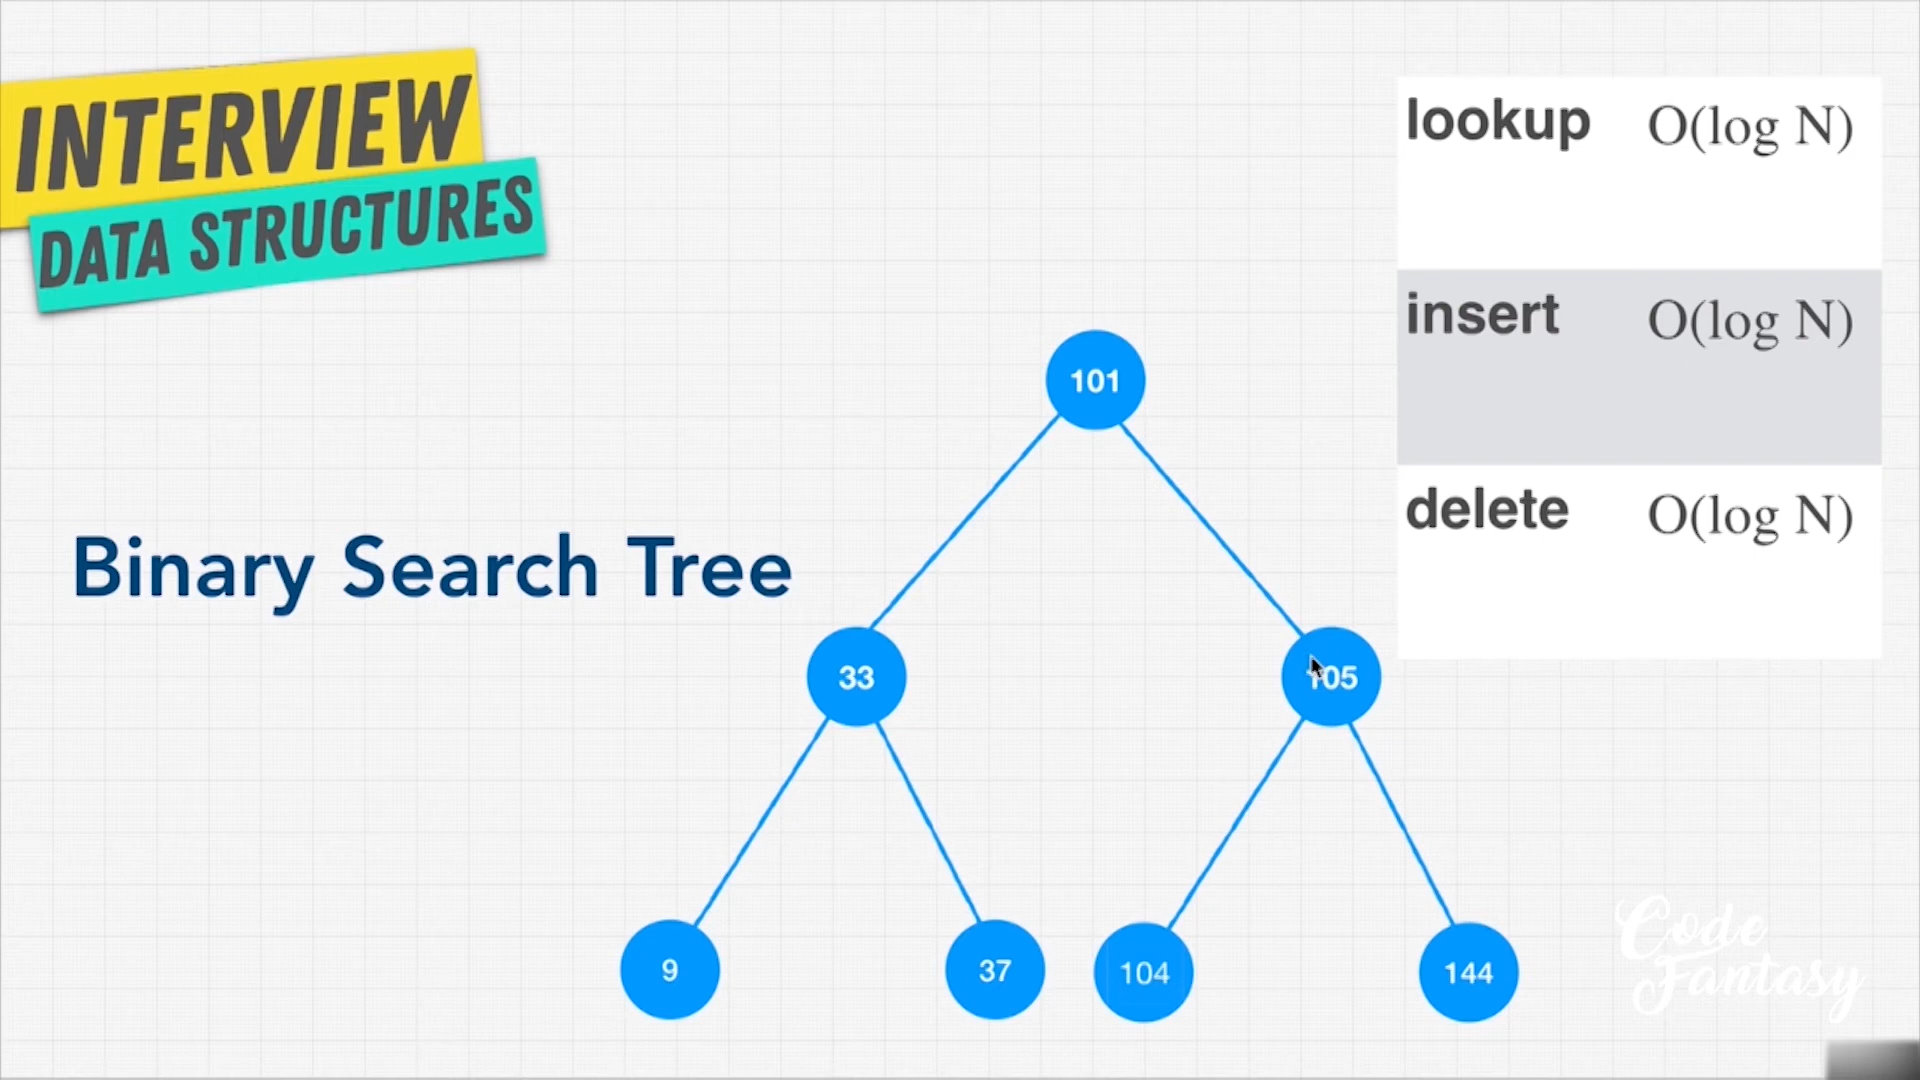 INTERVIEW
DATA STRUCTURES
lookup O(log N)
insert O(log N)
delete O(log N)
Binary Search Tree
101
33 105
9 37 104 144
Code
Fantasy